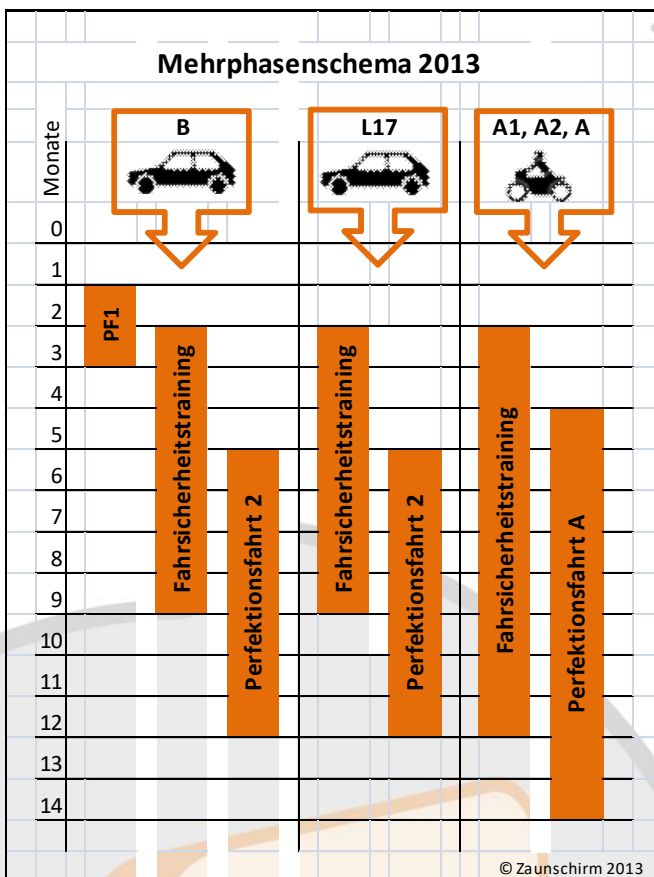 Mehrphasenschema 2013
Monate
B
L17
A1, A2, A
0
1
2
3
4
5
6
7
8
9
10
11
12
13
14
PF1
Fahrsicherheitstraining
Perfektionsfahrt 2
Fahrsicherheitstraining
Perfektionsfahrt 2
Fahrsicherheitstraining
Perfektionsfahrt A
© Zaunschirm 2013